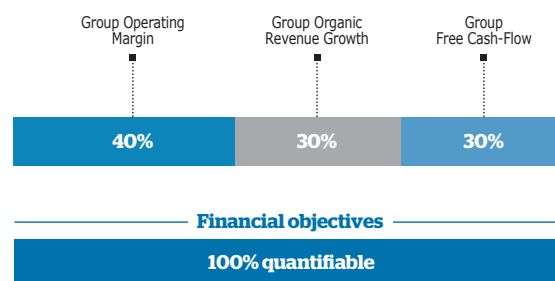 Group Operating
Margin
Group Organic
Revenue Growth
Group
Free Cash-Flow
40%
30%
30%
Financial objectives
100% quantifiable